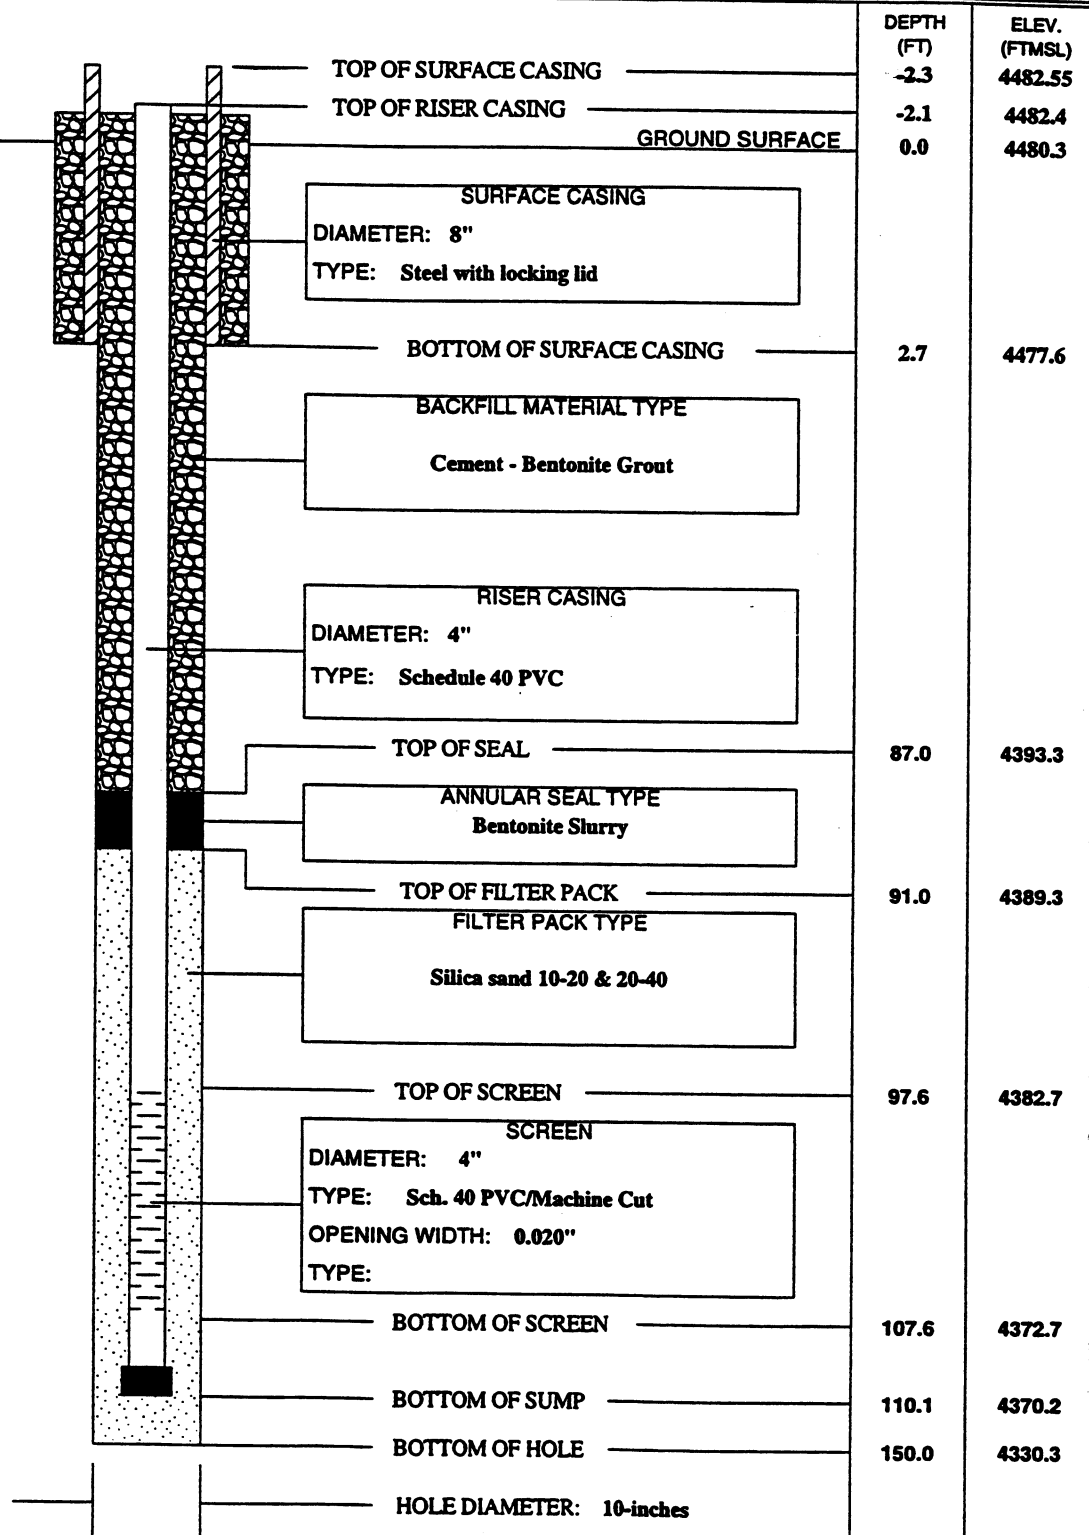 DEPTH ELEV.
(FT) (FTMSL)
TOP OF SURFACE CASING -2.3 4482.55
TOP OF RISER CASING -2.1 4482.4
GROUND SURFACE 0.0 4480.3
SURFACE CASING
DIAMETER: 8"
TYPE: Steel with locking lid
BOTTOM OF SURFACE CASING 2.7 4477.6
BACKFILL MATERIAL TYPE
Cement - Bentonite Grout
RISER CASING
DIAMETER: 4"
TYPE: Schedule 40 PVC
TOP OF SEAL 87.0 4393.3
ANNULAR SEAL TYPE
Bentonite Slurry
TOP OF FILTER PACK 91.0 4389.3
FILTER PACK TYPE
Silica sand 10-20 & 20-40
TOP OF SCREEN 97.6 4382.7
SCREEN
DIAMETER: 4"
TYPE: Sch. 40 PVC/Machine Cut
OPENING WIDTH: 0.020"
TYPE:
BOTTOM OF SCREEN 107.6 4372.7
BOTTOM OF SUMP 110.1 4370.2
BOTTOM OF HOLE 150.0 4330.3
HOLE DIAMETER: 10-inches